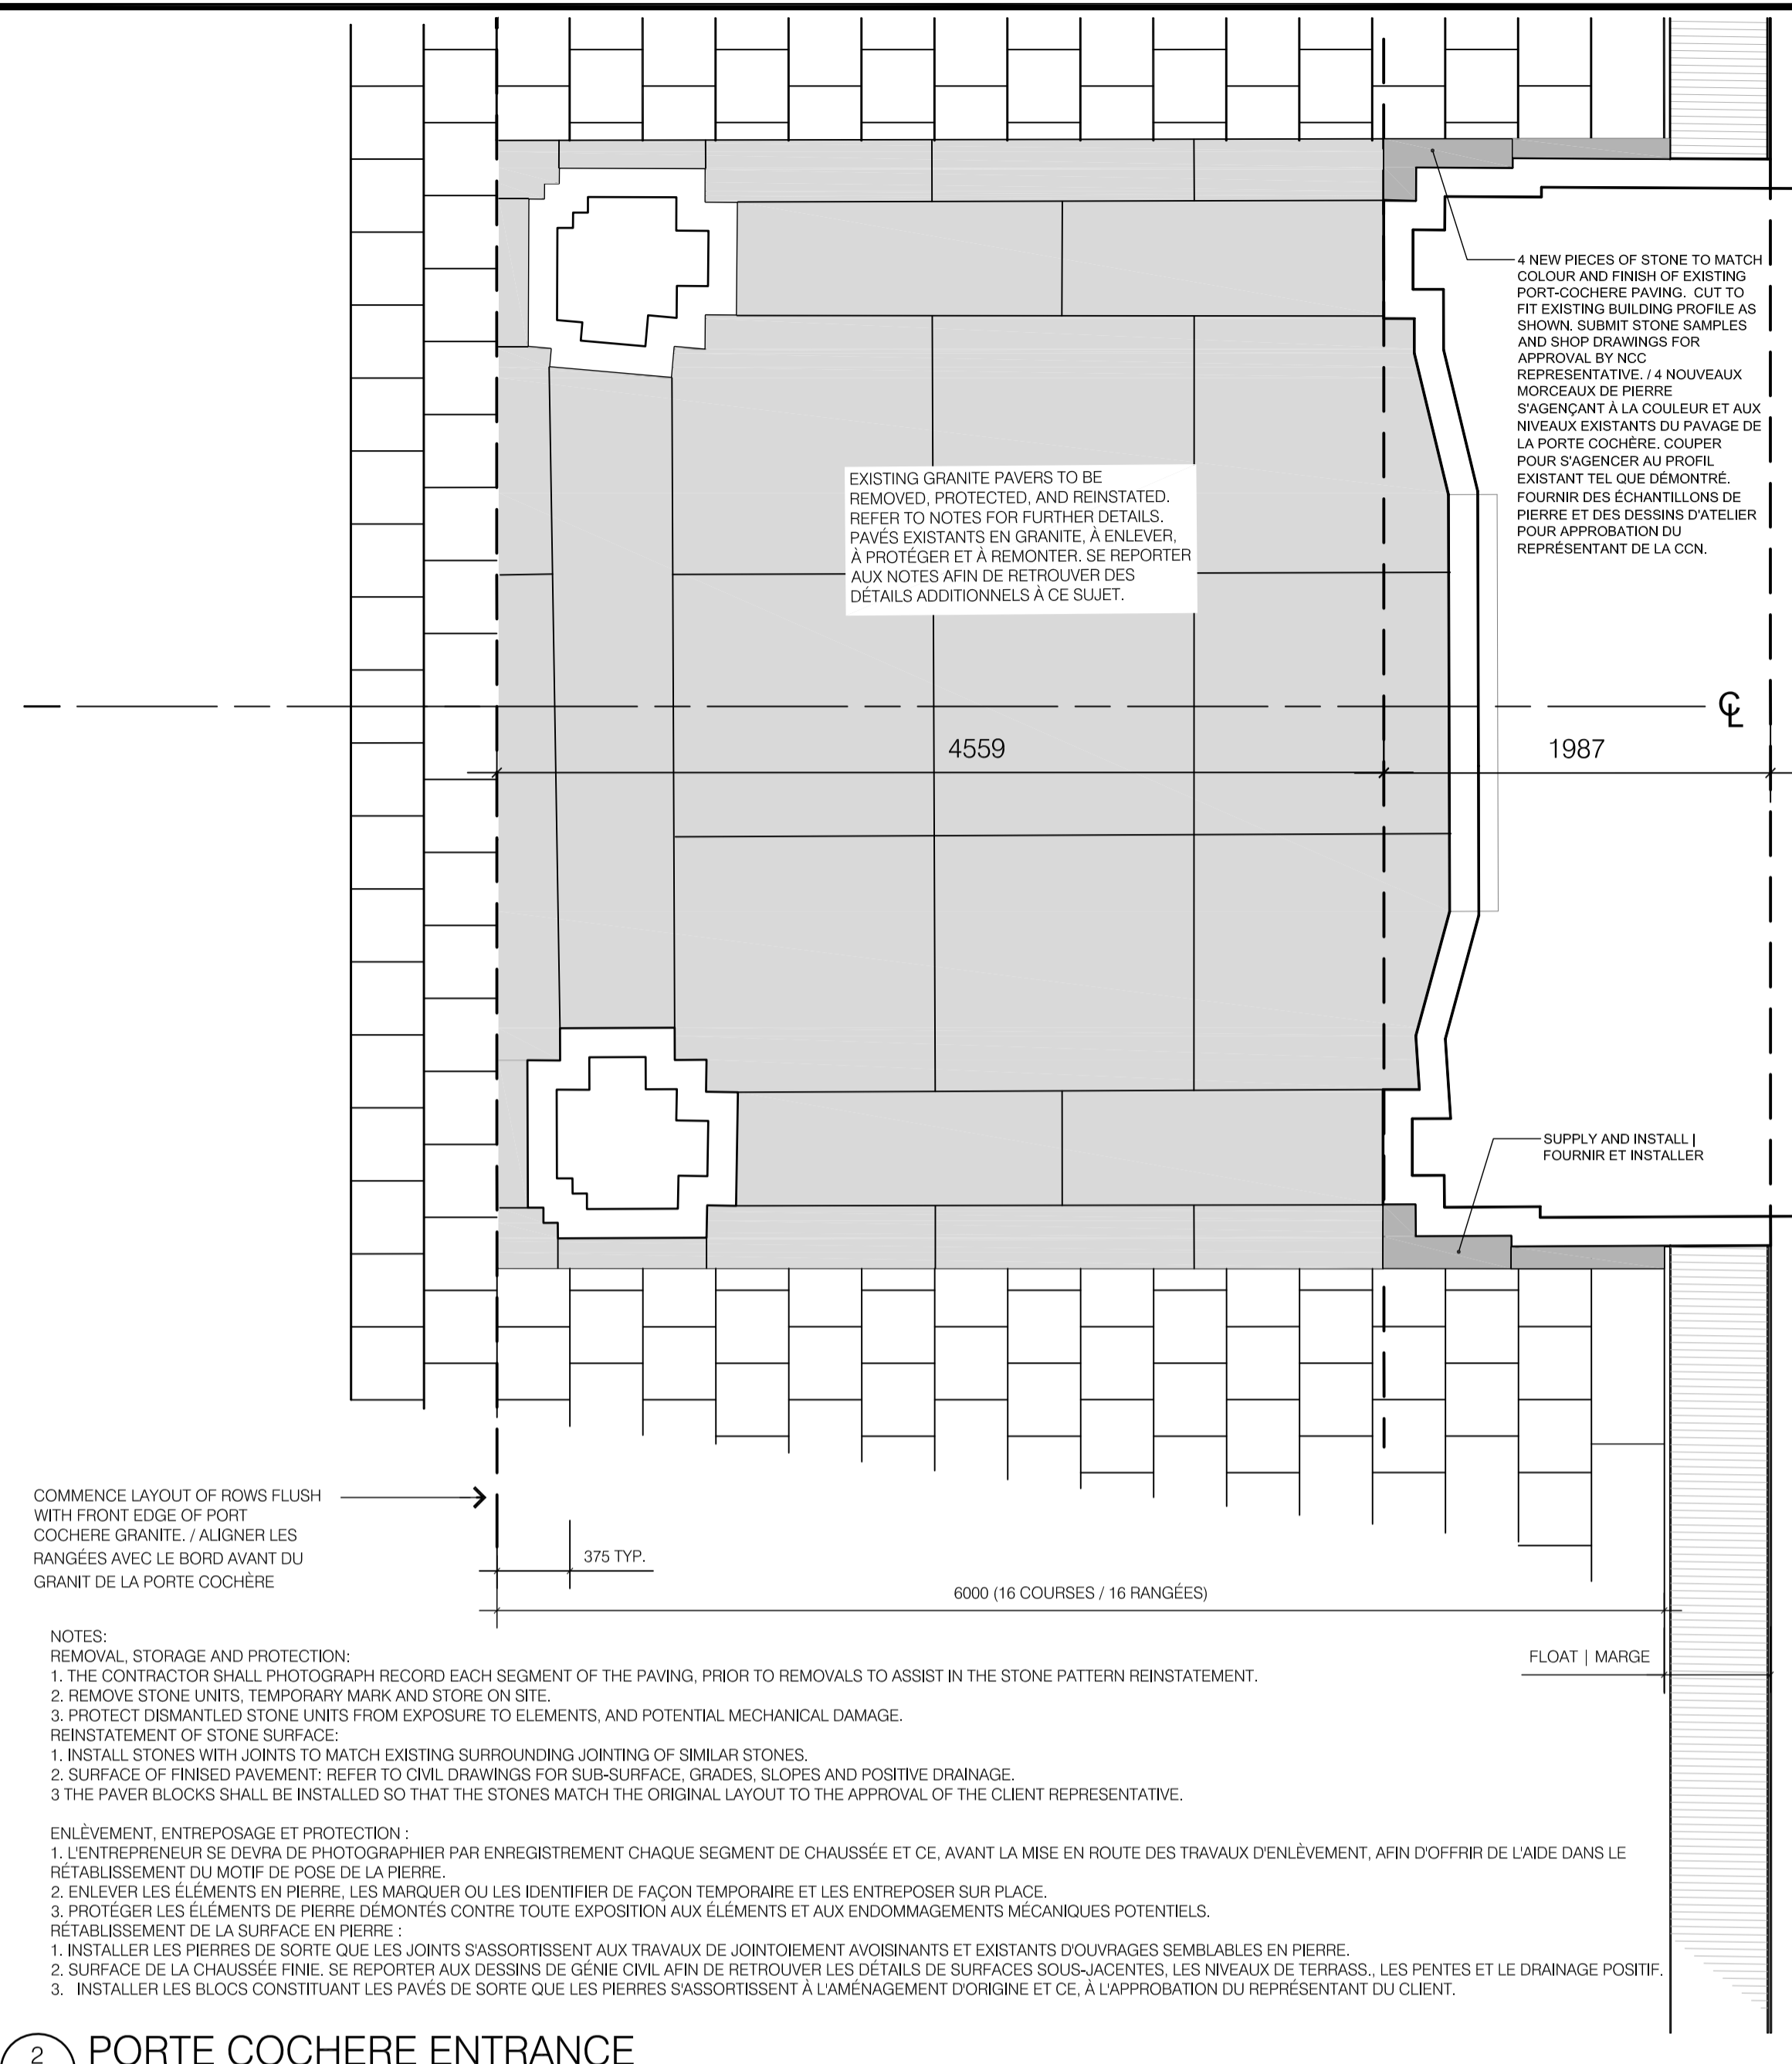 4 NEW PIECES OF STONE TO MATCH
COLOUR AND FINISH OF EXISTING
PORT-COCHERE PAVING. CUT TO
FIT EXISTING BUILDING PROFILE AS
SHOWN. SUBMIT STONE SAMPLES
AND SHOP DRAWINGS FOR
APPROVAL BY NCC
REPRESENTATIVE. / 4 NOUVEAUX
MORCEAUX DE PIERRE
S'AGENÇANT À LA COULEUR ET AUX
NIVEAUX EXISTANTS DU PAVAGE DE
LA PORTE COCHÈRE. COUPER
POUR S'AGENCER AU PROFIL
EXISTANT TEL QUE DÉMONTRÉ.
FOURNIR DES ÉCHANTILLONS DE
PIERRE ET DES DESSINS D'ATELIER
POUR APPROBATION DU
REPRÉSENTANT DE LA CCN.
EXISTING GRANITE PAVERS TO BE
REMOVED, PROTECTED, AND REINSTATED.
REFER TO NOTES FOR FURTHER DETAILS.
PAVÉS EXISTANTS EN GRANITE, À ENLEVER,
À PROTÉGER ET À REMONTER. SE REPORTER
AUX NOTES AFIN DE RETROUVER DES
DÉTAILS ADDITIONNELS À CE SUJET.
℄
4559
1987
SUPPLY AND INSTALL |
FOURNIR ET INSTALLER
COMMENCE LAYOUT OF ROWS FLUSH
WITH FRONT EDGE OF PORT
COCHERE GRANITE. / ALIGNER LES
RANGÉES AVEC LE BORD AVANT DU
GRANIT DE LA PORTE COCHÈRE
375 TYP.
6000 (16 COURSES / 16 RANGÉES)
FLOAT | MARGE
NOTES:
REMOVAL, STORAGE AND PROTECTION:
1. THE CONTRACTOR SHALL PHOTOGRAPH RECORD EACH SEGMENT OF THE PAVING, PRIOR TO REMOVALS TO ASSIST IN THE STONE PATTERN REINSTATEMENT.
2. REMOVE STONE UNITS, TEMPORARY MARK AND STORE ON SITE.
3. PROTECT DISMANTLED STONE UNITS FROM EXPOSURE TO ELEMENTS, AND POTENTIAL MECHANICAL DAMAGE.
REINSTATEMENT OF STONE SURFACE:
1. INSTALL STONES WITH JOINTS TO MATCH EXISTING SURROUNDING JOINTING OF SIMILAR STONES.
2. SURFACE OF FINISED PAVEMENT: REFER TO CIVIL DRAWINGS FOR SUB-SURFACE, GRADES, SLOPES AND POSITIVE DRAINAGE.
3 THE PAVER BLOCKS SHALL BE INSTALLED SO THAT THE STONES MATCH THE ORIGINAL LAYOUT TO THE APPROVAL OF THE CLIENT REPRESENTATIVE.
ENLÈVEMENT, ENTREPOSAGE ET PROTECTION :
1. L'ENTREPRENEUR SE DEVRA DE PHOTOGRAPHIER PAR ENREGISTREMENT CHAQUE SEGMENT DE CHAUSSÉE ET CE, AVANT LA MISE EN ROUTE DES TRAVAUX D'ENLÈVEMENT, AFIN D'OFFRIR DE L'AIDE DANS LE
RÉTABLISSEMENT DU MOTIF DE POSE DE LA PIERRE.
2. ENLEVER LES ÉLÉMENTS EN PIERRE, LES MARQUER OU LES IDENTIFIER DE FAÇON TEMPORAIRE ET LES ENTREPOSER SUR PLACE.
3. PROTÉGER LES ÉLÉMENTS DE PIERRE DÉMONTÉS CONTRE TOUTE EXPOSITION AUX ÉLÉMENTS ET AUX ENDOMMAGEMENTS MÉCANIQUES POTENTIELS.
RÉTABLISSEMENT DE LA SURFACE EN PIERRE :
1. INSTALLER LES PIERRES DE SORTE QUE LES JOINTS S'ASSORTISSENT AUX TRAVAUX DE JOINTOIEMENT AVOISINANTS ET EXISTANTS D'OUVRAGES SEMBLABLES EN PIERRE.
2. SURFACE DE LA CHAUSSÉE FINIE. SE REPORTER AUX DESSINS DE GÉNIE CIVIL AFIN DE RETROUVER LES DÉTAILS DE SURFACES SOUS-JACENTES, LES NIVEAUX DE TERRASS., LES PENTES ET LE DRAINAGE POSITIF.
3. INSTALLER LES BLOCS CONSTITUANT LES PAVÉS DE SORTE QUE LES PIERRES S'ASSORTISSENT À L'AMÉNAGEMENT D'ORIGINE ET CE, À L'APPROBATION DU REPRÉSENTANT DU CLIENT.
2
PORTE COCHERE ENTRANCE